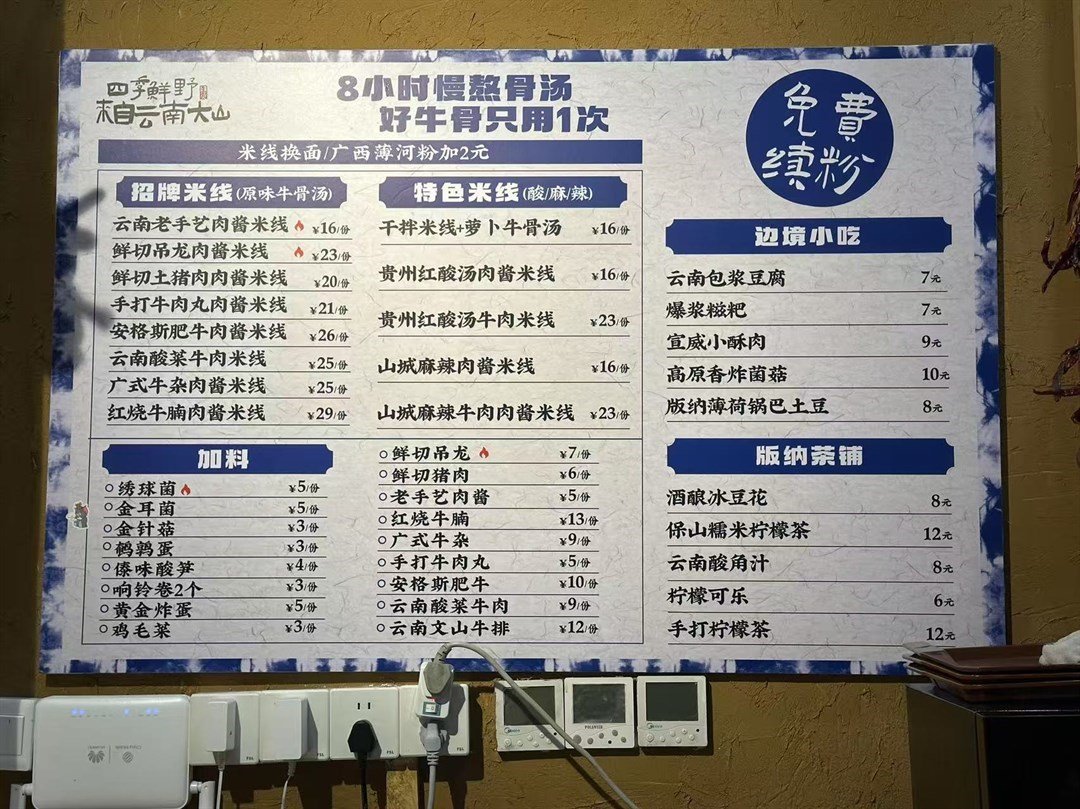 四季鲜野
来自云南大山
8小时慢熬骨汤
好牛骨只用1次
米线换面/广西薄河粉加2元
招牌米线(原味牛骨汤)
云南老手艺肉酱米线 ¥16/份
鲜切吊龙肉酱米线 ¥23/份
鲜切土猪肉肉酱米线 ¥20/份
手打牛肉丸肉酱米线 ¥21/份
安格斯肥牛肉酱米线 ¥26/份
云南酸菜牛肉米线 ¥25/份
广式牛杂肉酱米线 ¥25/份
红烧牛腩肉酱米线 ¥29/份
特色米线(酸/麻/辣)
干拌米线+萝卜牛骨汤 ¥16/份
贵州红酸汤肉酱米线 ¥16/份
贵州红酸汤牛肉米线 ¥23/份
山城麻辣肉酱米线 ¥16/份
山城麻辣牛肉肉酱米线 ¥23/份
加料
绣球菌 ¥5/份
金耳菌 ¥5/份
金针菇 ¥3/份
鹌鹑蛋 ¥3/份
傣味酸笋 ¥4/份
响铃卷2个 ¥3/份
黄金炸蛋 ¥5/份
鸡毛菜 ¥3/份
鲜切吊龙 ¥7/份
鲜切猪肉 ¥6/份
老手艺肉酱 ¥5/份
红烧牛腩 ¥13/份
广式牛杂 ¥9/份
手打牛肉丸 ¥5/份
安格斯肥牛 ¥10/份
云南酸菜牛肉 ¥9/份
云南文山牛排 ¥12/份
免費
续粉
边境小吃
云南包浆豆腐 7元
爆浆糍粑 7元
宣威小酥肉 9元
高原香炸菌菇 10元
版纳薄荷锅巴土豆 8元
版纳茶铺
酒酿冰豆花 8元
保山糯米柠檬茶 12元
云南酸角汁 8元
柠檬可乐 6元
手打柠檬茶 12元